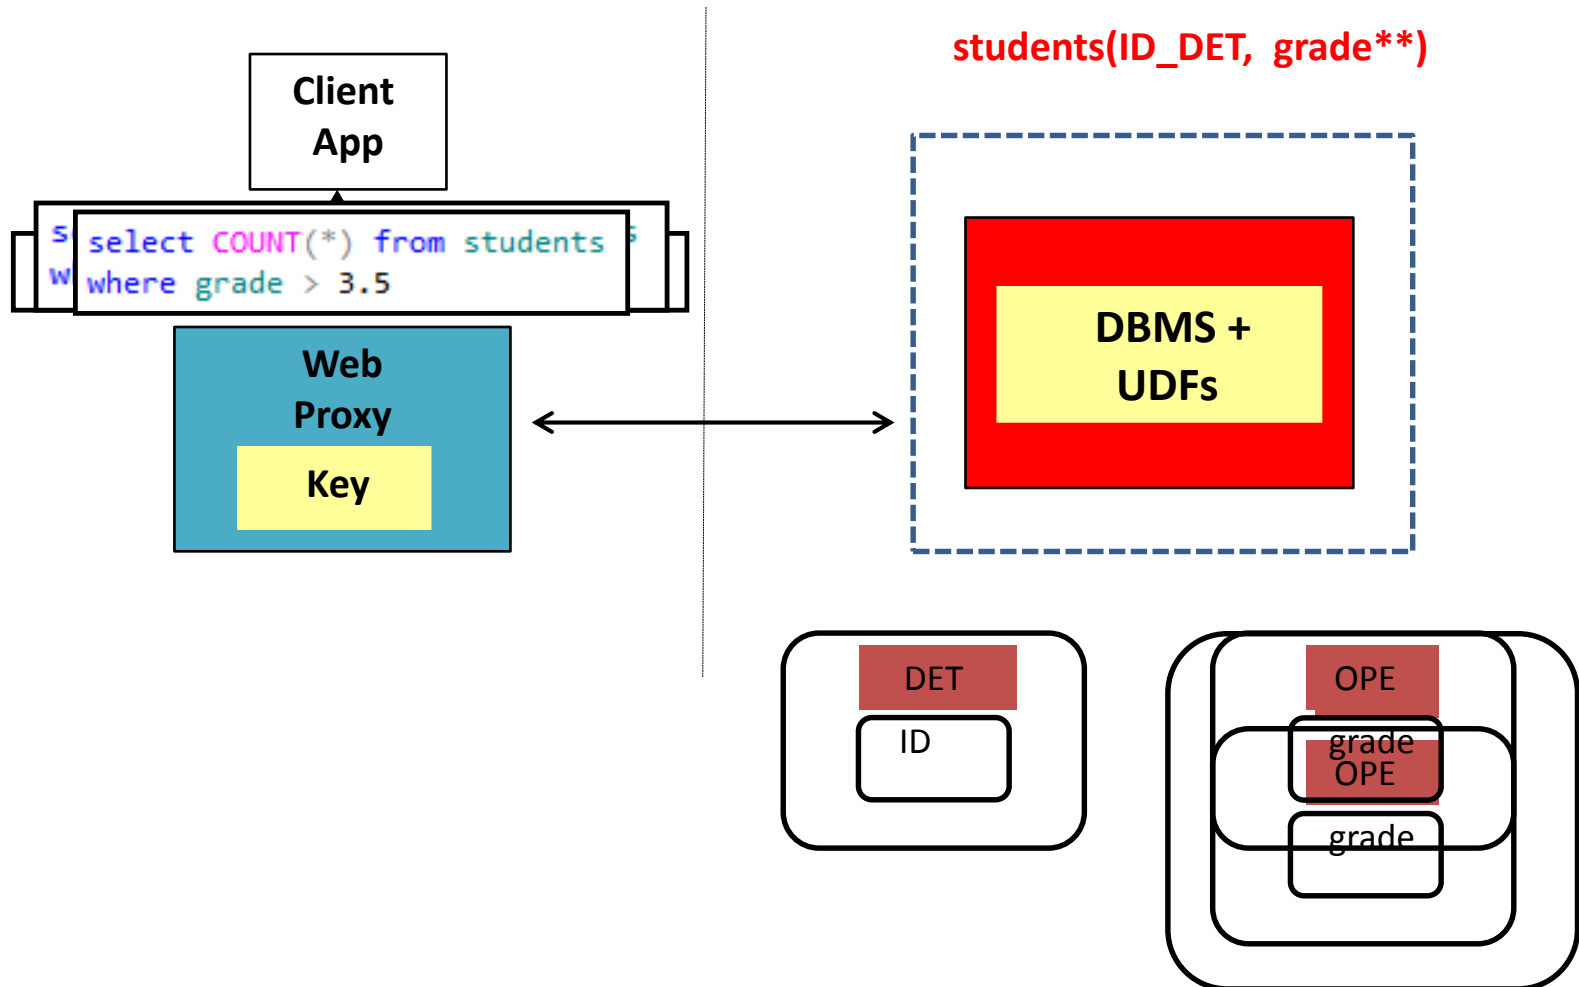 students(ID_DET, grade**)
Client
App
select COUNT(*) from students
where grade > 3.5
Web
Proxy
Key
DBMS +
UDFs
DET
ID
OPE
grade
OPE
grade